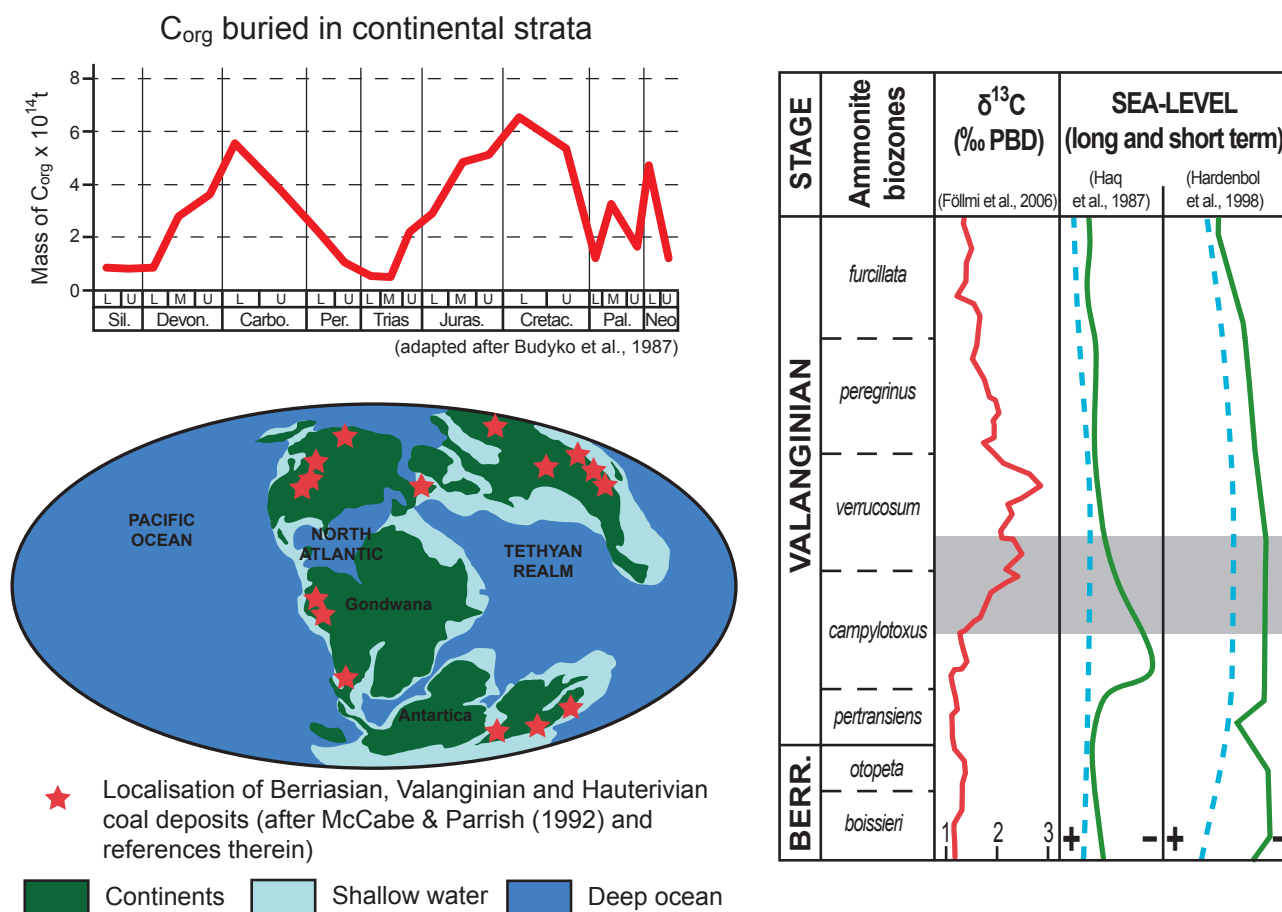 Corg buried in continental strata
Mass of Corg x 10^14t
8
6
4
2
0
L U L M U L U L U L M U L M U L U L M U L U
Sil. Devon. Carbo. Per. Trias Juras. Cretac. Pal. Neo
(adapted after Budyko et al., 1987)
PACIFIC
OCEAN
NORTH
ATLANTIC
TETHYAN
REALM
Gondwana
Antartica
Localisation of Berriasian, Valanginian and Hauterivian
coal deposits (after McCabe & Parrish (1992) and
references therein)
Continents
Shallow water
Deep ocean
STAGE
Ammonite
biozones
δ13C
(‰ PBD)
(Föllmi et al., 2006)
SEA-LEVEL
(long and short term)
(Haq
et al., 1987)
(Hardenbol
et al., 1998)
VALANGINIAN
furcillata
peregrinus
verrucosum
campylotoxus
pertransiens
BERR.
otopeta
boissieri
1 2 3
+ -
+ -